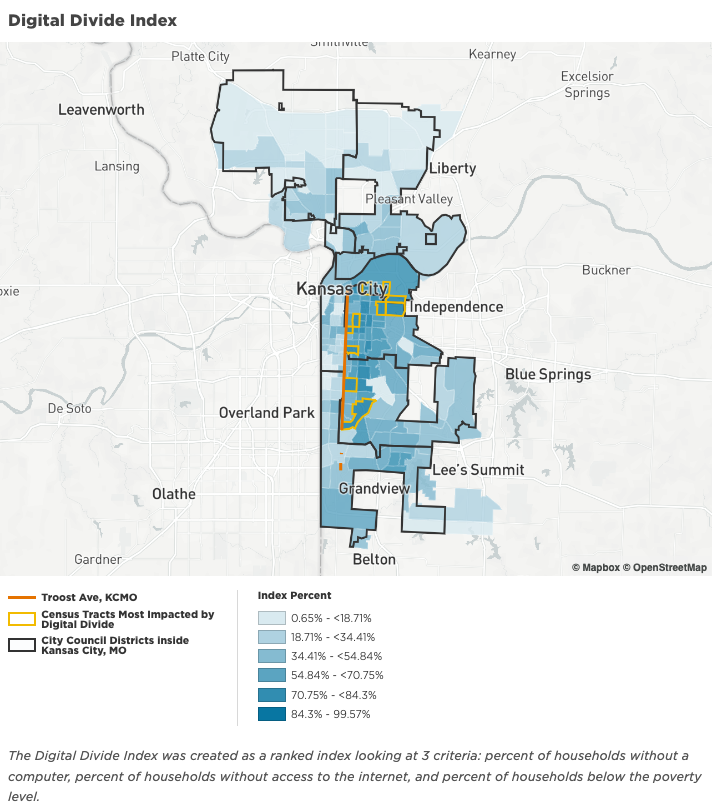 Digital Divide Index
Smithville
Platte City
Kearney
Excelsior
Springs
Leavenworth
Lansing
Liberty
Pleasant Valley
Buckner
Kansas City
Independence
Blue Springs
De Soto
Overland Park
Lee's Summit
Grandview
Olathe
Gardner
Belton
© Mapbox © OpenStreetMap
Troost Ave, KCMO
Census Tracts Most Impacted by
Digital Divide
City Council Districts inside
Kansas City, MO
Index Percent
0.65% - <18.71%
18.71% - <34.41%
34.41% - <54.84%
54.84% - <70.75%
70.75% - <84.3%
84.3% - 99.57%
The Digital Divide Index was created as a ranked index looking at 3 criteria: percent of households without a
computer, percent of households without access to the internet, and percent of households below the poverty
level.